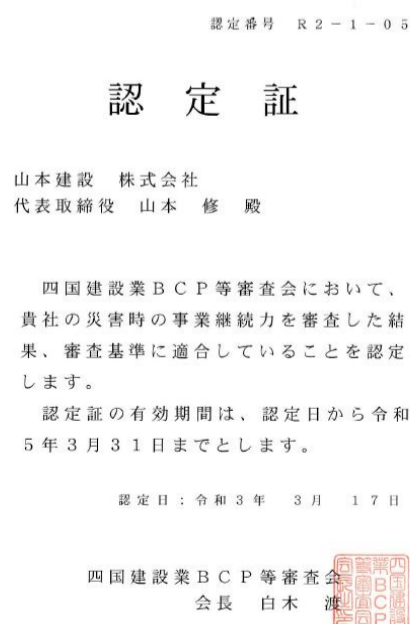 認定番号 R2-1-05
認定証
山本建設 株式会社
代表取締役 山本 修 殿
四国建設業BCP等審査会において、
貴社の災害時の事業継続力を審査した結
果、審査基準に適合していることを認定
します。
認定証の有効期間は、認定日から令和
5年3月31日までとします。
認定日:令和3年 3月 17日
四国建設業BCP等審査会
会長 白木 渡